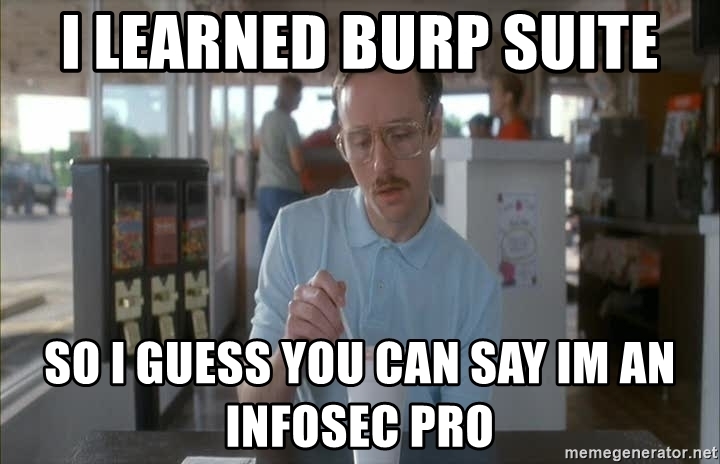 I LEARNED BURP SUITE
SO I GUESS YOU CAN SAY IM AN
INFOSEC PRO
memegenerator.net